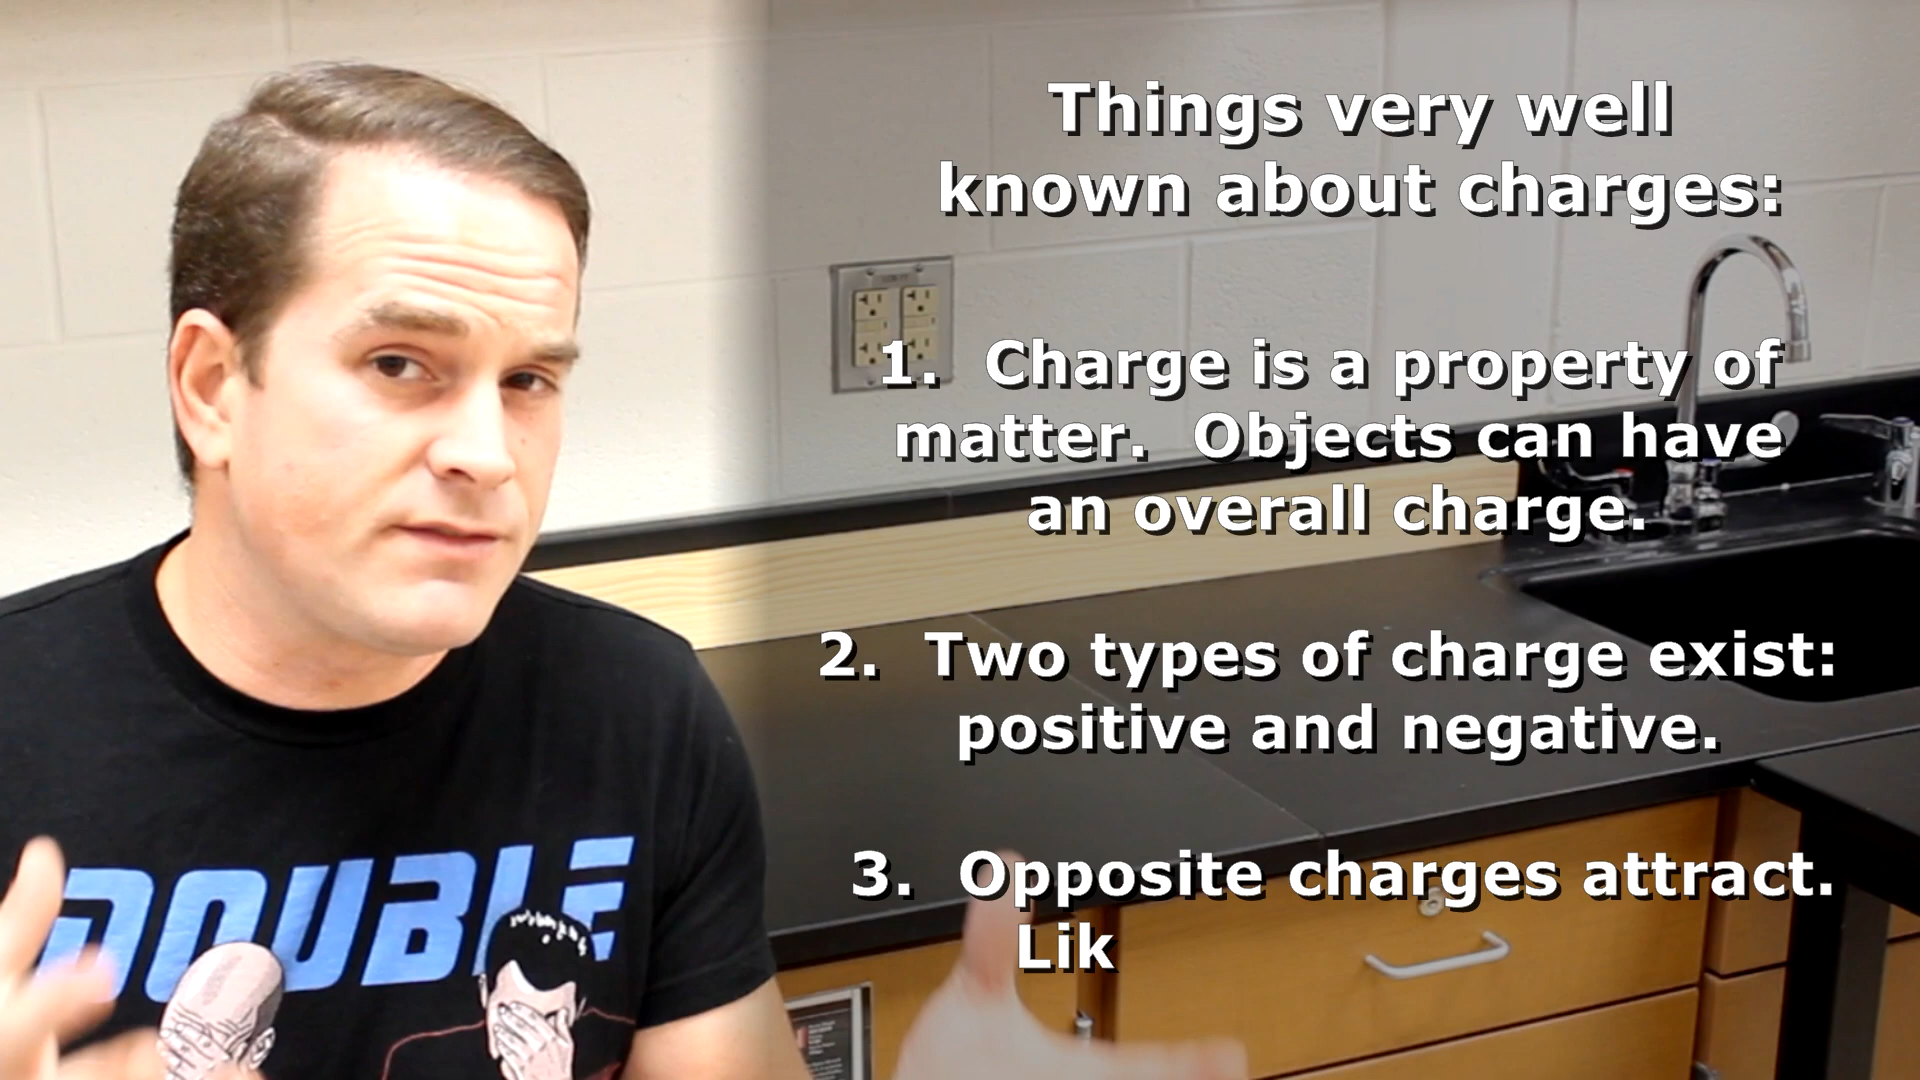 Things very well
known about charges:
1. Charge is a property of
matter. Objects can have
an overall charge.
2. Two types of charge exist:
positive and negative.
3. Opposite charges attract.
Lik
DOUBLE